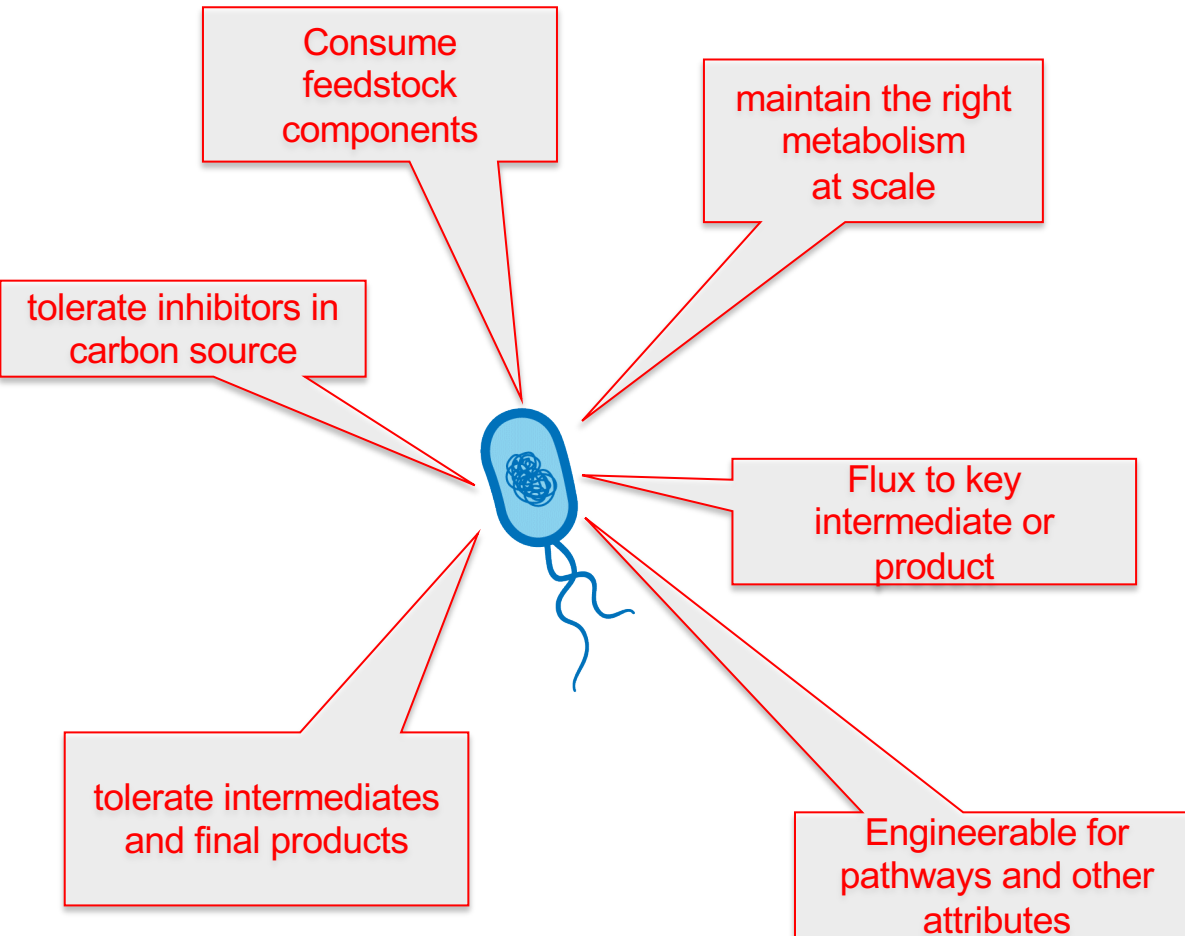 Consume
feedstock
components
maintain the right
metabolism
at scale
tolerate inhibitors in
carbon source
Flux to key
intermediate or
product
tolerate intermediates
and final products
Engineerable for
pathways and other
attributes